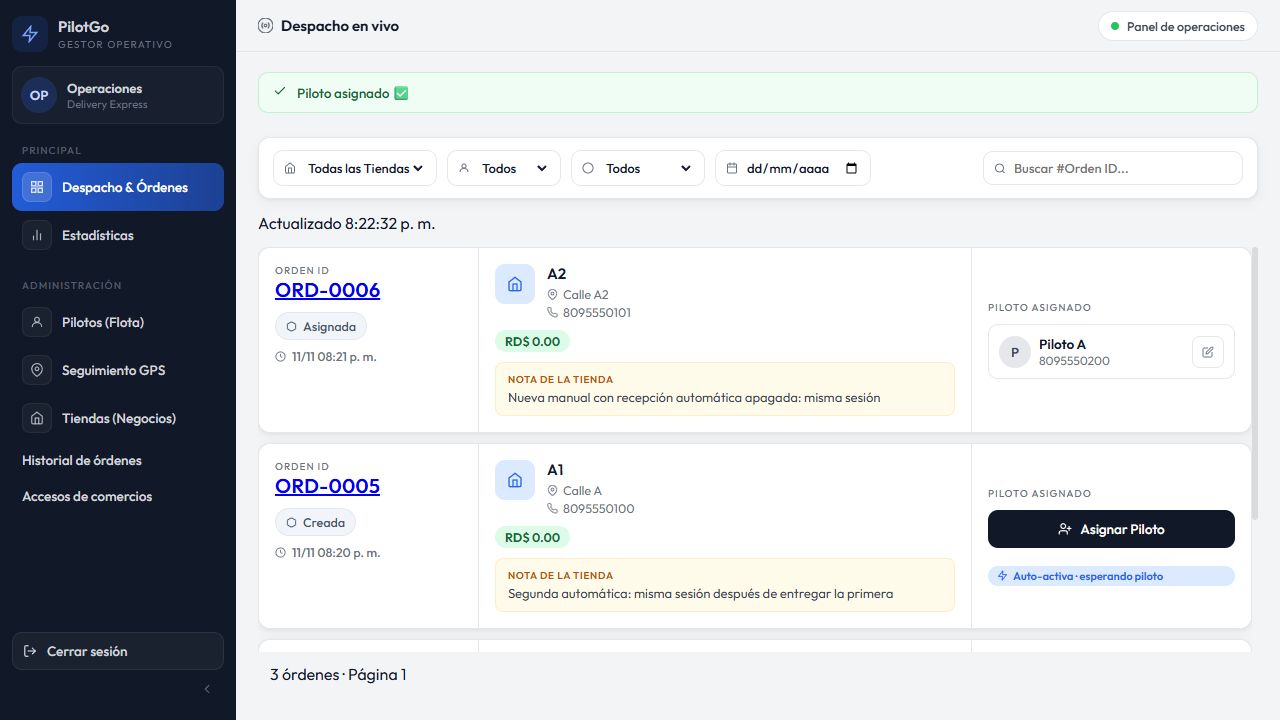 PilotGo
GESTOR OPERATIVO
OP
Operaciones
Delivery Express
PRINCIPAL
Despacho & Órdenes
Estadísticas
ADMINISTRACIÓN
Pilotos (Flota)
Seguimiento GPS
Tiendas (Negocios)
Historial de órdenes
Accesos de comercios
Cerrar sesión
Despacho en vivo
Panel de operaciones
Piloto asignado ✅
Todas las Tiendas
Todos
Todos
dd/mm/aaaa
Buscar #Orden ID...
Actualizado 8:22:32 p. m.
ORDEN ID
ORD-0006
Asignada
11/11 08:21 p. m.
A2
Calle A2
8095550101
RD$ 0.00
NOTA DE LA TIENDA
Nueva manual con recepción automática apagada: misma sesión
PILOTO ASIGNADO
P
Piloto A
8095550200
ORDEN ID
ORD-0005
Creada
11/11 08:20 p. m.
A1
Calle A
8095550100
RD$ 0.00
NOTA DE LA TIENDA
Segunda automática: misma sesión después de entregar la primera
PILOTO ASIGNADO
Asignar Piloto
Auto-activa · esperando piloto
3 órdenes · Página 1